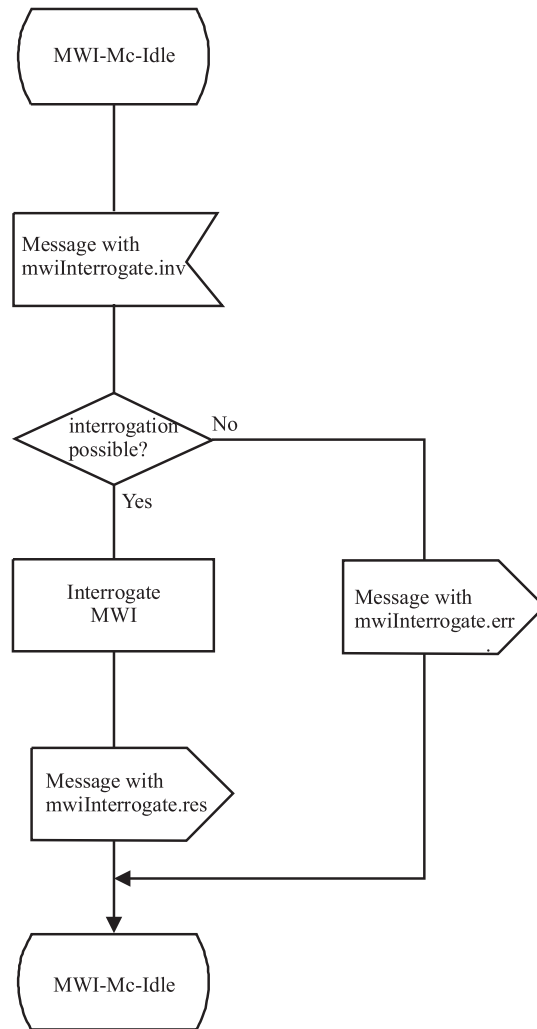 MWI-Mc-Idle
Message with
mwiInterrogate.inv
interrogation
possible?
No
Yes
Interrogate
MWI
Message with
mwiInterrogate.err
.
Message with
mwiInterrogate.res
MWI-Mc-Idle